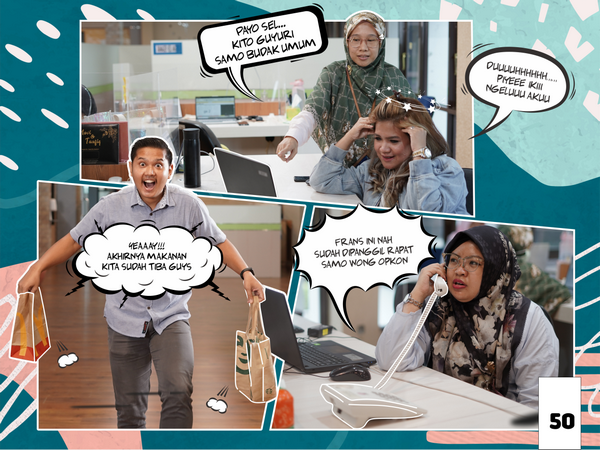 PAYO SEL...
KITO GUYURI
SAMO BUDAK UMUM
DUUUUHHHHH.....
PIYEEE IKIII
NGELUUU AKUU
YEAAAY!!!
AKHIRNYA MAKANAN
KITA SUDAH TIBA GUYS
FRANS INI NAH
SUDAH DIPANGGIL RAPAT
SAMO WONG OPKON
50